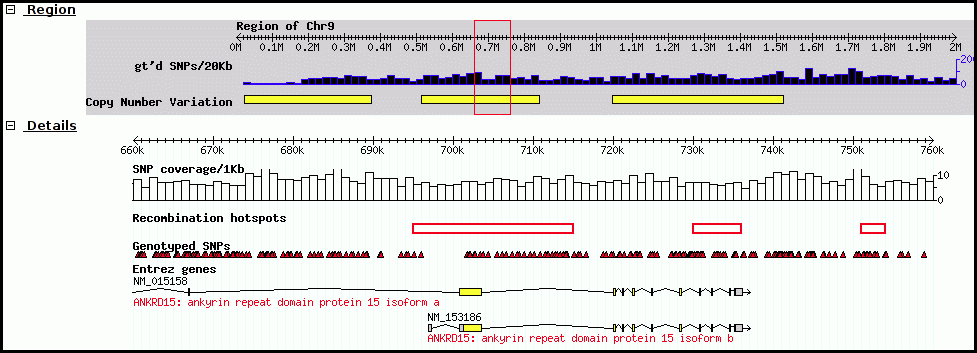 Region
Region of Chr9
0M 0.1M 0.2M 0.3M 0.4M 0.5M 0.6M 0.7M 0.8M 0.9M 1M 1.1M 1.2M 1.3M 1.4M 1.5M 1.6M 1.7M 1.8M 1.9M 2M
gt'd SNPs/20Kb
200
0
Copy Number Variation
Details
660k 670k 680k 690k 700k 710k 720k 730k 740k 750k 760k
SNP coverage/1Kb
10
0
Recombination hotspots
Genotyped SNPs
Entrez genes
NM_015158
ANKRD15: ankyrin repeat domain protein 15 isoform a
NM_153186
ANKRD15: ankyrin repeat domain protein 15 isoform b